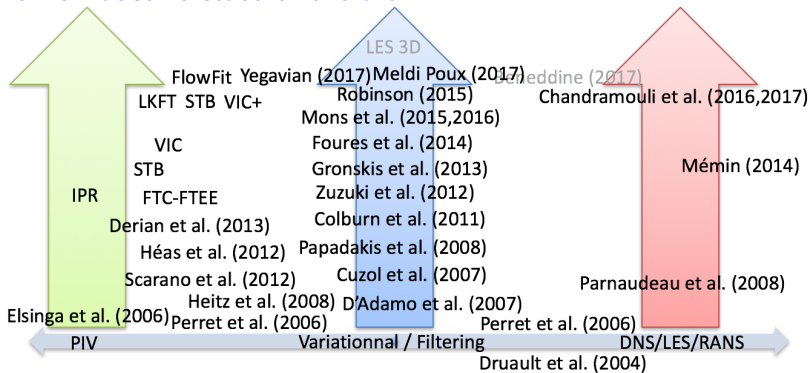 LES 3D
FlowFit Yegavian (2017) Meldi Poux (2017) Beneddine (2017)
LKFT STB VIC+ Robinson (2015) Chandramouli et al. (2016,2017)
Mons et al. (2015,2016)
VIC Foures et al. (2014)
STB Gronskis et al. (2013) Mémin (2014)
IPR FTC-FTEE Zuzuki et al. (2012)
Derian et al. (2013) Colburn et al. (2011)
Héas et al. (2012) Papadakis et al. (2008)
Scarano et al. (2012) Cuzol et al. (2007) Parnaudeau et al. (2008)
Heitz et al. (2008) D'Adamo et al. (2007)
Elsinga et al. (2006) Perret et al. (2006) Perret et al. (2006)
PIV Variationnal / Filtering DNS/LES/RANS
Druault et al. (2004)